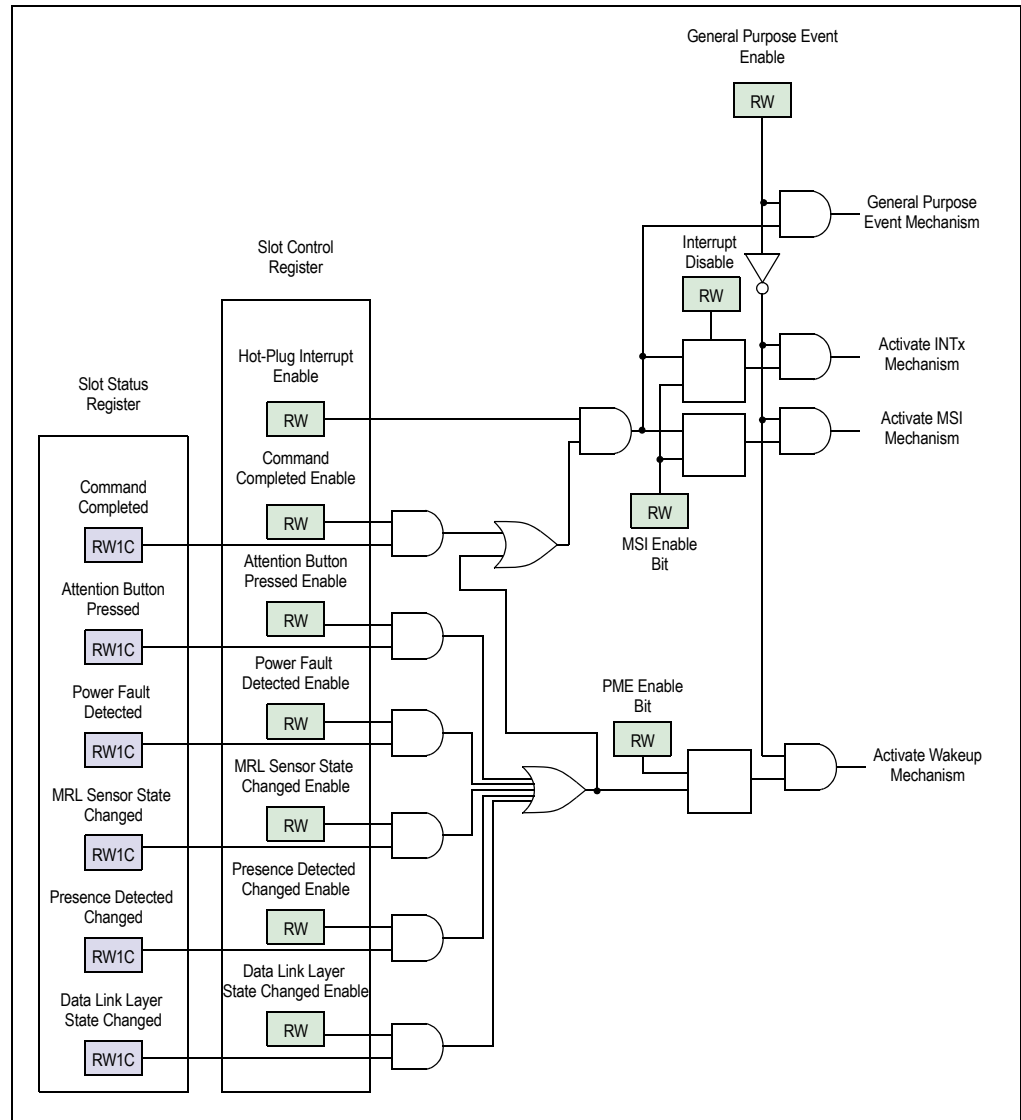 General Purpose Event
Enable
RW
General Purpose
Event Mechanism
Slot Control
Register
Interrupt
Disable
RW
Hot-Plug Interrupt
Enable
Activate INTx
Mechanism
Slot Status
Register
RW
Activate MSI
Mechanism
Command
Completed Enable
Command
Completed
RW
RW
MSI Enable
Bit
RW1C
Attention Button
Pressed Enable
Attention Button
Pressed
RW
RW1C
Power Fault
Detected Enable
PME Enable
Bit
Power Fault
Detected
RW
RW
RW1C
Activate Wakeup
Mechanism
MRL Sensor State
Changed Enable
MRL Sensor State
Changed
RW
RW1C
Presence Detected
Changed Enable
Presence Detected
Changed
RW
RW1C
Data Link Layer
State Changed Enable
Data Link Layer
State Changed
RW
RW1C